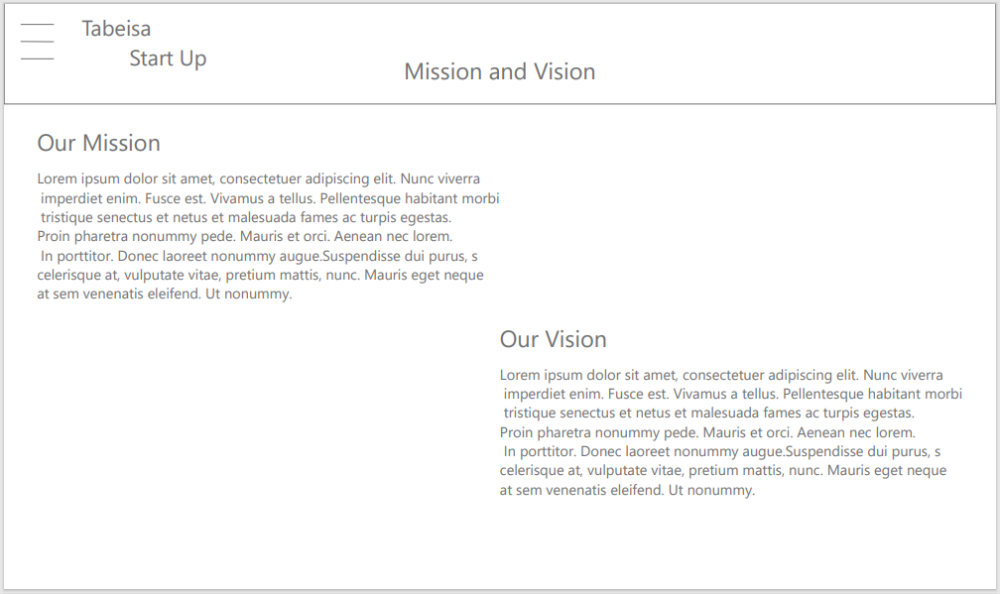 Tabeisa
Start Up
Mission and Vision
Our Mission
Lorem ipsum dolor sit amet, consectetuer adipiscing elit. Nunc viverra
imperdiet enim. Fusce est. Vivamus a tellus. Pellentesque habitant morbi
tristique senectus et netus et malesuada fames ac turpis egestas.
Proin pharetra nonummy pede. Mauris et orci. Aenean nec lorem.
In porttitor. Donec laoreet nonummy augue.Suspendisse dui purus, s
celerisque at, vulputate vitae, pretium mattis, nunc. Mauris eget neque
at sem venenatis eleifend. Ut nonummy.
Our Vision
Lorem ipsum dolor sit amet, consectetuer adipiscing elit. Nunc viverra
imperdiet enim. Fusce est. Vivamus a tellus. Pellentesque habitant morbi
tristique senectus et netus et malesuada fames ac turpis egestas.
Proin pharetra nonummy pede. Mauris et orci. Aenean nec lorem.
In porttitor. Donec laoreet nonummy augue.Suspendisse dui purus, s
celerisque at, vulputate vitae, pretium mattis, nunc. Mauris eget neque
at sem venenatis eleifend. Ut nonummy.